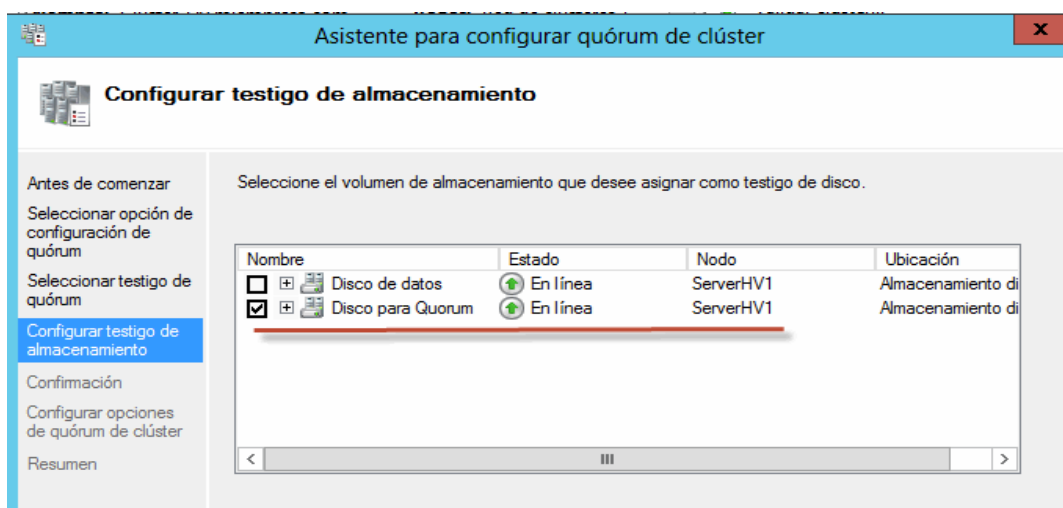 Asistente para configurar quórum de clúster
x
Configurar testigo de almacenamiento
Antes de comenzar
Seleccionar opción de
configuración de
quórum
Seleccionar testigo de
quórum
Configurar testigo de
almacenamiento
Confirmación
Configurar opciones
de quórum de clúster
Resumen
Seleccione el volumen de almacenamiento que desee asignar como testigo de disco.
Nombre Estado Nodo Ubicación
Disco de datos En línea ServerHV1 Almacenamiento di
Disco para Quorum En línea ServerHV1 Almacenamiento di